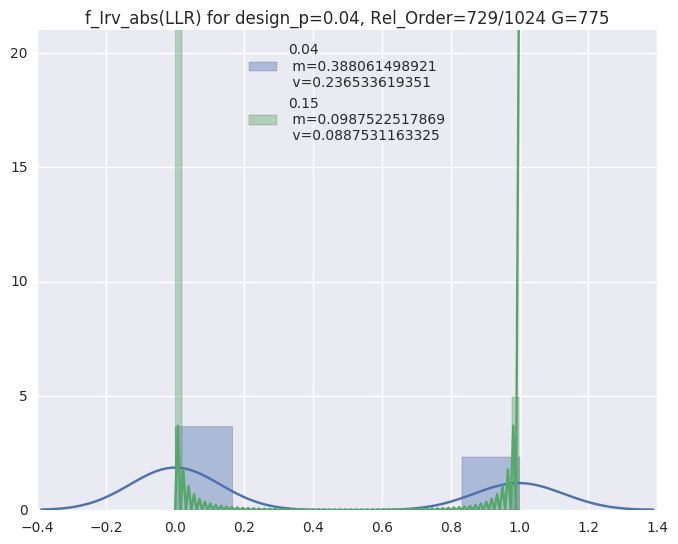 f_Irv_abs(LLR) for design_p=0.04, Rel_Order=729/1024 G=775
0.04
m=0.388061498921
v=0.236533619351
0.15
m=0.0987522517869
v=0.0887531163325
20
15
10
5
0
−0.4 −0.2 0.0 0.2 0.4 0.6 0.8 1.0 1.2 1.4